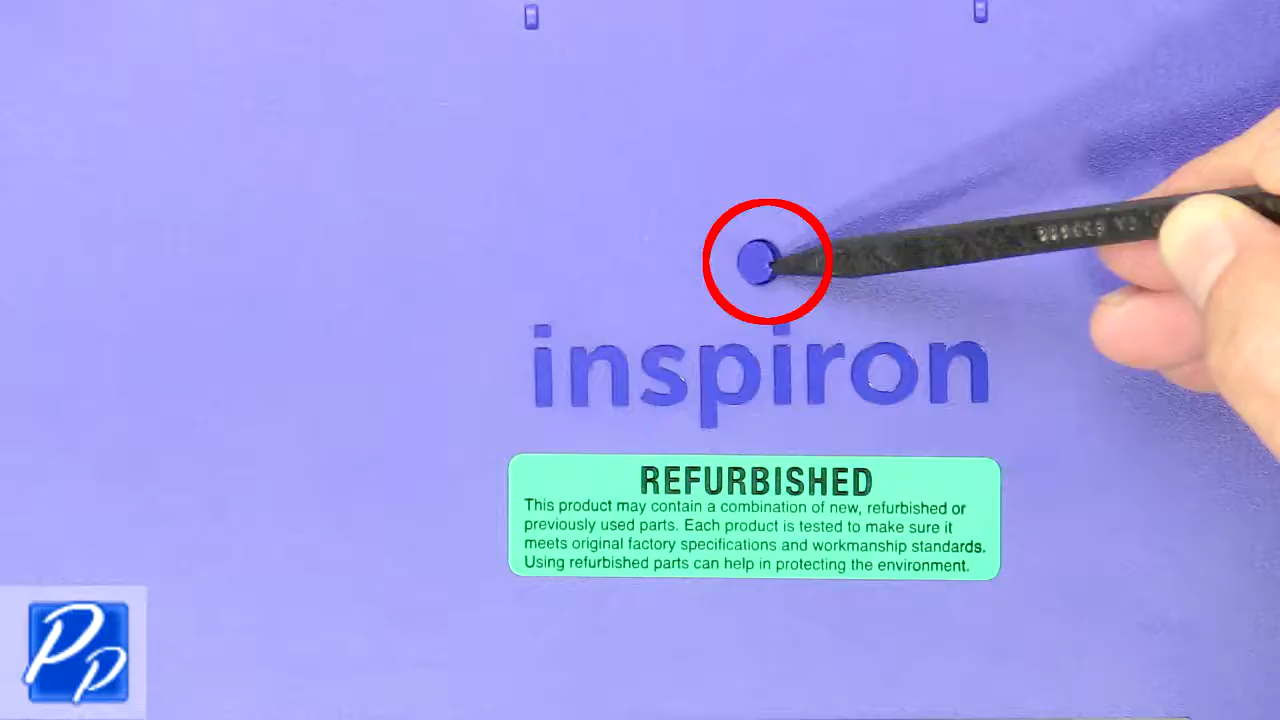 inspiron
REFURBISHED
This product may contain a combination of new, refurbished or
previously used parts. Each product is tested to make sure it
meets original factory specifications and workmanship standards.
Using refurbished parts can help in protecting the environment.
PP